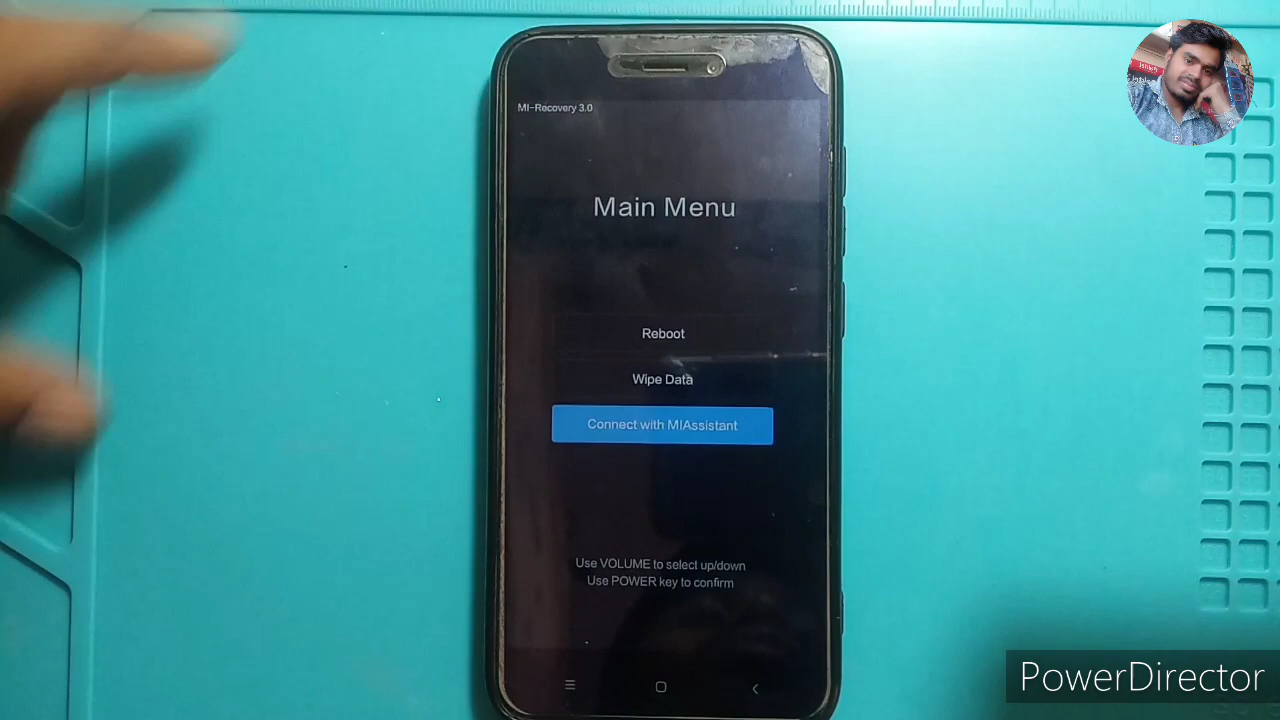 MI-Recovery 3.0
Main Menu
Reboot
Wipe Data
Connect with MIAssistant
Use VOLUME to select up/down
Use POWER key to confirm
PowerDirector